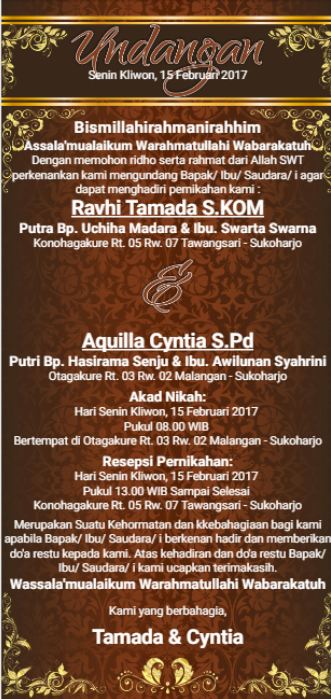 Undangan
Senin Kliwon, 15 Februari 2017
Bismillahirahmanirahhim
Assala'mualaikum Warahmatullahi Wabarakatuh
Dengan memohon ridho serta rahmat dari Allah SWT
perkenankan kami mengundang Bapak/ Ibu/ Saudara/ i agar
dapat menghadiri pernikahan kami :
Ravhi Tamada S.KOM
Putra Bp. Uchiha Madara & Ibu. Swarta Swarna
Konohagakure Rt. 05 Rw. 07 Tawangsari - Sukoharjo
&
Aquilla Cyntia S.Pd
Putri Bp. Hasirama Senju & Ibu. Awilunan Syahrini
Otagakure Rt. 03 Rw. 02 Malangan - Sukoharjo
Akad Nikah:
Hari Senin Kliwon, 15 Februari 2017
Pukul 08.00 WIB
Bertempat di Otagakure Rt. 03 Rw. 02 Malangan - Sukoharjo
Resepsi Pernikahan:
Hari Senin Kliwon, 15 Februari 2017
Pukul 13.00 WIB Sampai Selesai
Konohagakure Rt. 05 Rw. 07 Tawangsari - Sukoharjo
Merupakan Suatu Kehormatan dan kkebahagiaan bagi kami
apabila Bapak/ Ibu/ Saudara/ i berkenan hadir dan memberikan
do'a restu kepada kami. Atas kehadiran dan do'a restu Bapak/
Ibu/ Saudara/ i kami ucapkan terimakasih.
Wassala'mualaikum Warahmatullahi Wabarakatuh
Kami yang berbahagia,
Tamada & Cyntia